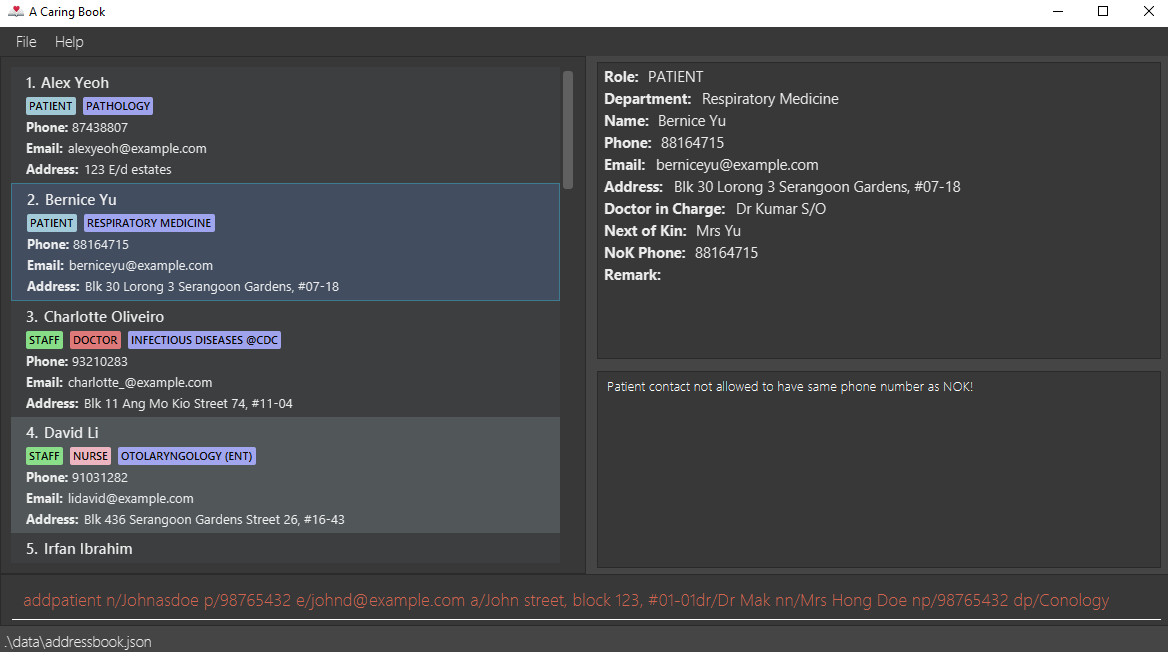 A Caring Book
File Help
1. Alex Yeoh
PATIENT PATHOLOGY
Phone: 87438807
Email: alexyeoh@example.com
Address: 123 E/d estates
2. Bernice Yu
PATIENT RESPIRATORY MEDICINE
Phone: 88164715
Email: berniceyu@example.com
Address: Blk 30 Lorong 3 Serangoon Gardens, #07-18
3. Charlotte Oliveiro
STAFF DOCTOR INFECTIOUS DISEASES @CDC
Phone: 93210283
Email: charlotte_@example.com
Address: Blk 11 Ang Mo Kio Street 74, #11-04
4. David Li
STAFF NURSE OTOLARYNGOLOGY (ENT)
Phone: 91031282
Email: lidavid@example.com
Address: Blk 436 Serangoon Gardens Street 26, #16-43
5. Irfan Ibrahim
Role: PATIENT
Department: Respiratory Medicine
Name: Bernice Yu
Phone: 88164715
Email: berniceyu@example.com
Address: Blk 30 Lorong 3 Serangoon Gardens, #07-18
Doctor in Charge: Dr Kumar S/O
Next of Kin: Mrs Yu
NoK Phone: 88164715
Remark:
Patient contact not allowed to have same phone number as NOK!
addpatient n/Johnasdoe p/98765432 e/johnd@example.com a/John street, block 123, #01-01dr/Dr Mak nn/Mrs Hong Doe np/98765432 dp/Conology
.\data\addressbook.json